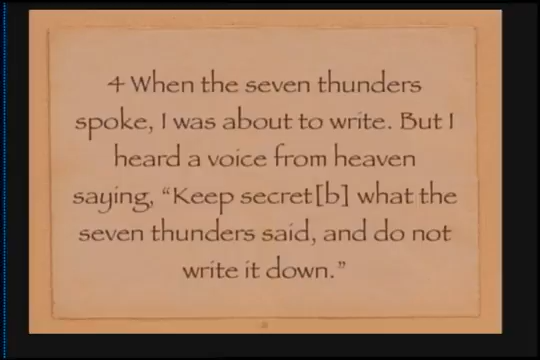 4 When the seven thunders
spoke, I was about to write. But I
heard a voice from heaven
saying, “Keep secret[b] what the
seven thunders said, and do not
write it down.”